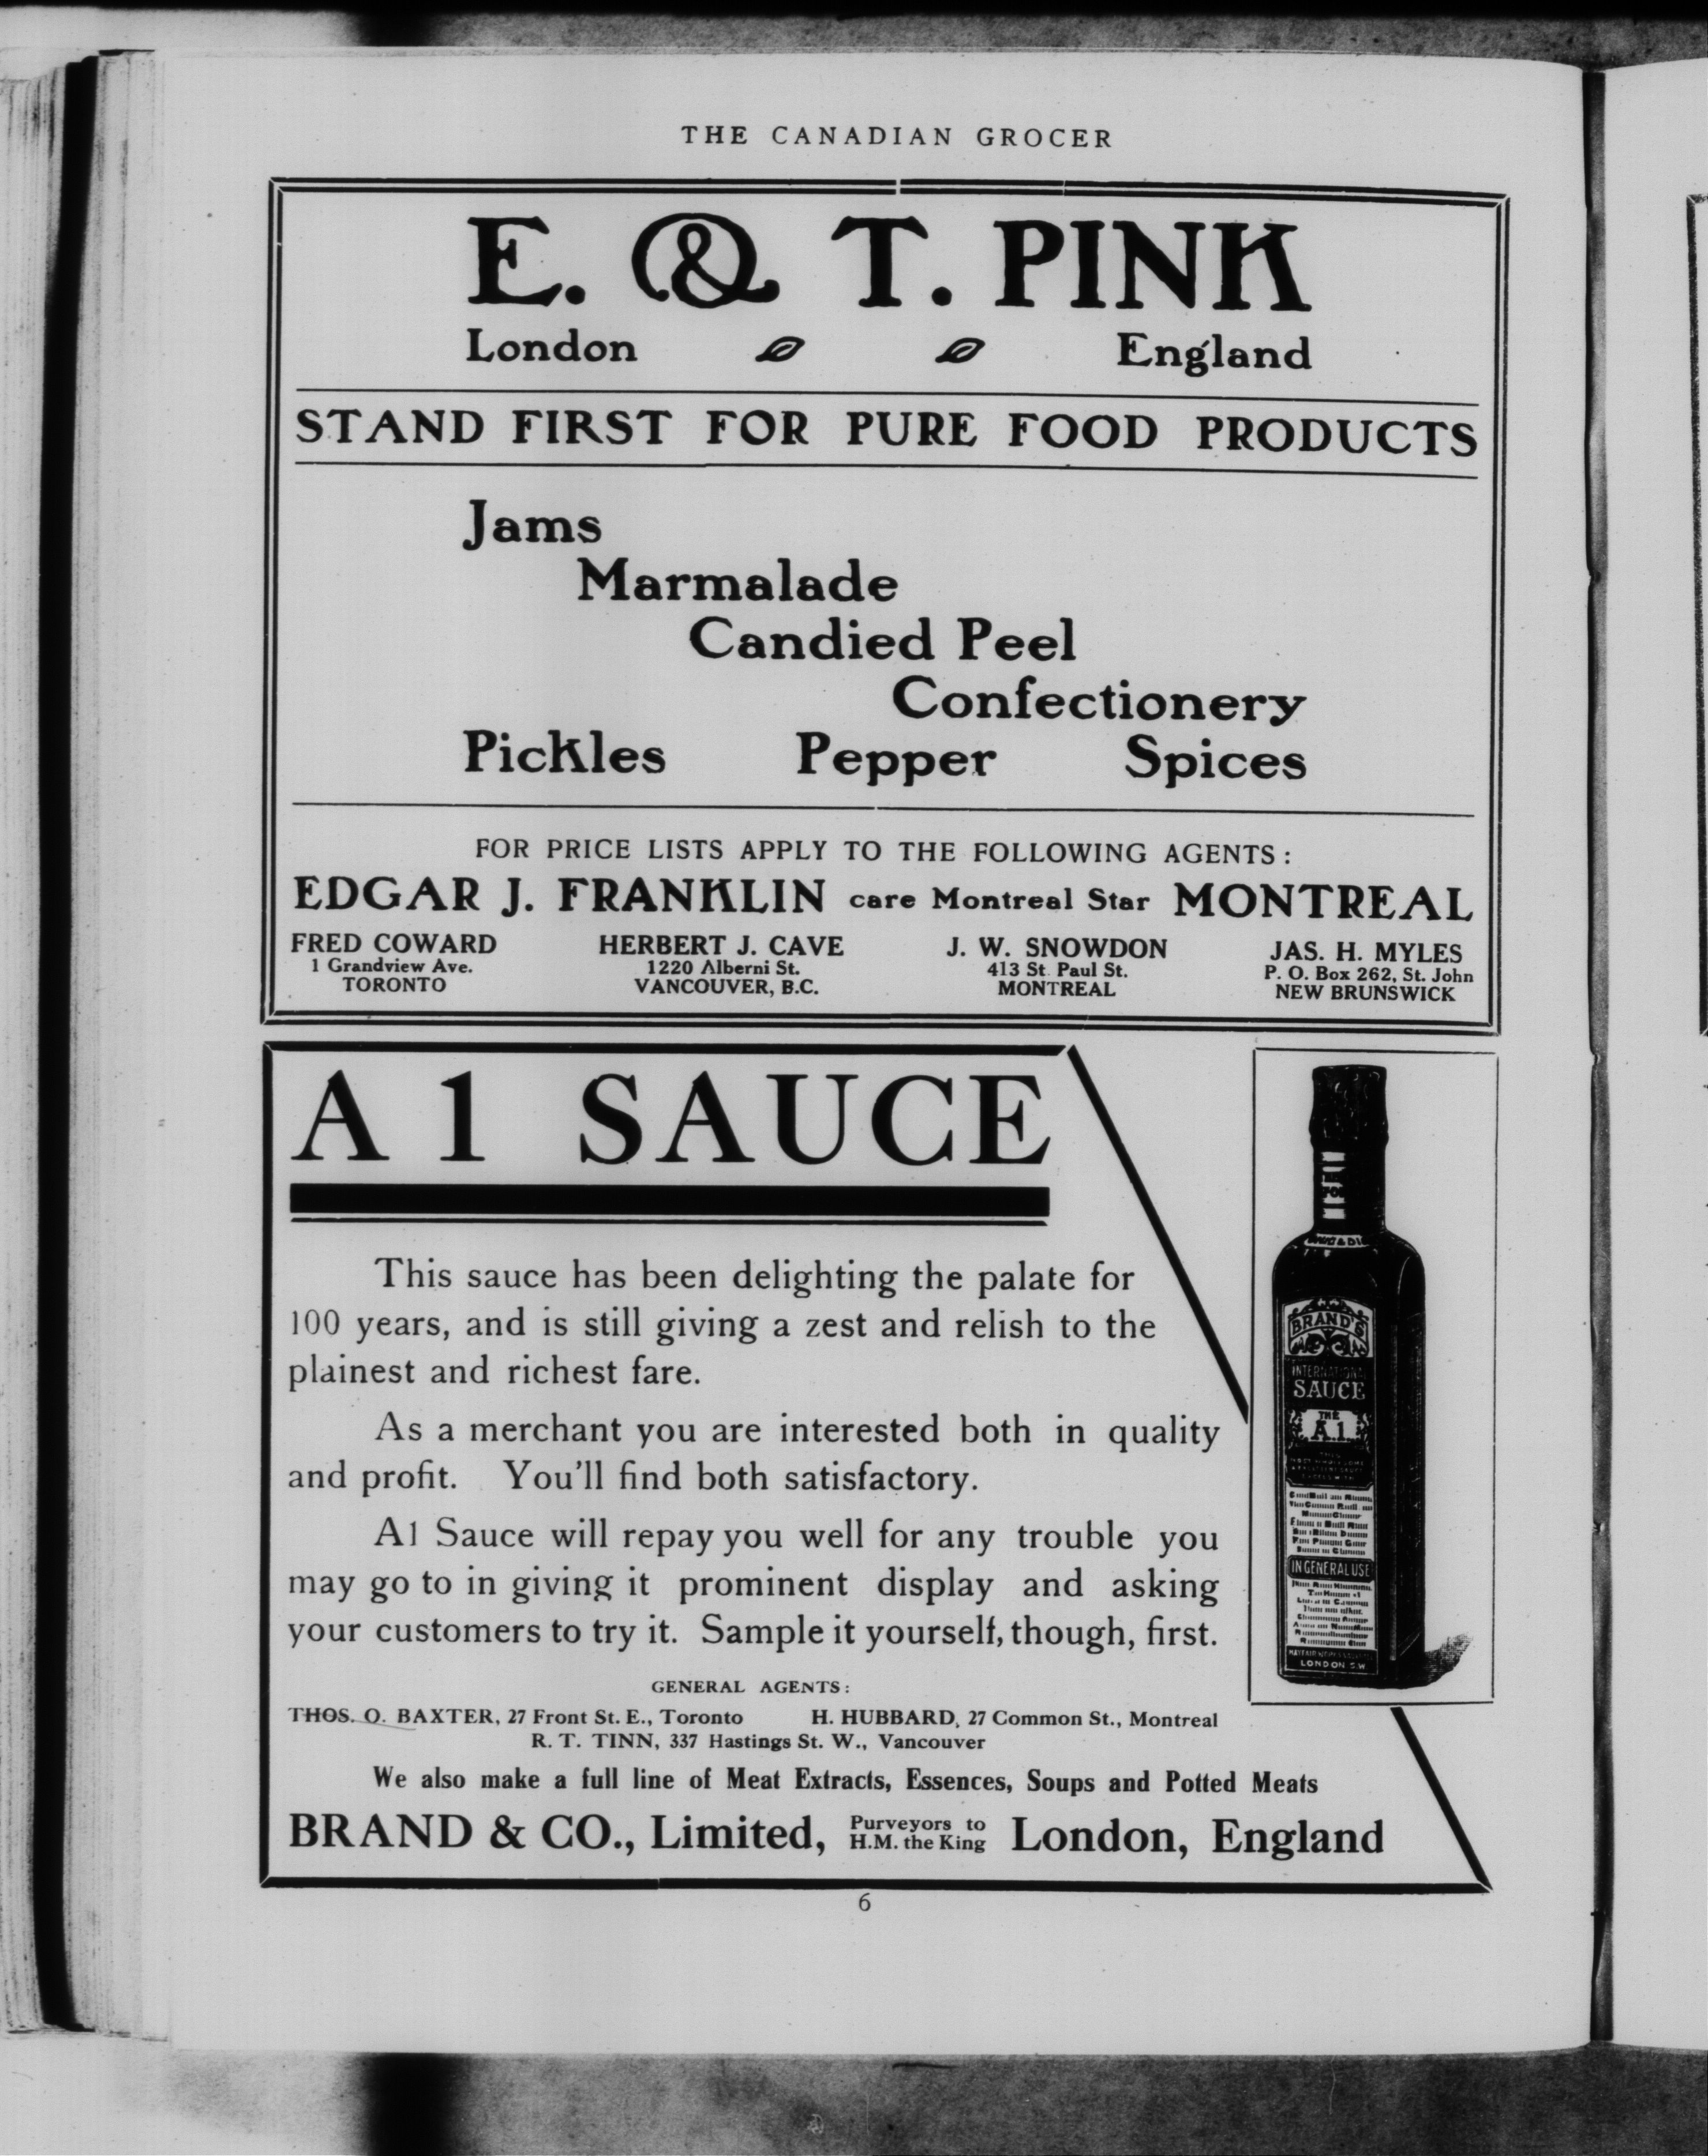 THE CANADIAN GROCER
E. & T. PINK
London England
STAND FIRST FOR PURE FOOD PRODUCTS
Jams
Marmalade
Candied Peel
Confectionery
Pickles Pepper Spices
FOR PRICE LISTS APPLY TO THE FOLLOWING AGENTS:
EDGAR J. FRANKLIN care Montreal Star MONTREAL
FRED COWARD
1 Grandview Ave.
TORONTO
HERBERT J. CAVE
1220 Alberni St.
VANCOUVER, B.C.
J. W. SNOWDON
413 St. Paul St.
MONTREAL
JAS. H. MYLES
P. O. Box 262, St. John
NEW BRUNSWICK
A 1 SAUCE
This sauce has been delighting the palate for
100 years, and is still giving a zest and relish to the
plainest and richest fare.
As a merchant you are interested both in quality
and profit. You'll find both satisfactory.
A1 Sauce will repay you well for any trouble you
may go to in giving it prominent display and asking
your customers to try it. Sample it yourself, though, first.
GENERAL AGENTS:
THOS. O. BAXTER, 27 Front St. E., Toronto H. HUBBARD, 27 Common St., Montreal
R. T. TINN, 337 Hastings St. W., Vancouver
We also make a full line of Meat Extracts, Essences, Soups and Potted Meats
BRAND & CO., Limited, Purveyors to H.M. the King London, England
BRAND'S
INTERNATIONAL
SAUCE
THE
A.1.
IN GENERAL USE
LONDON S.W
6